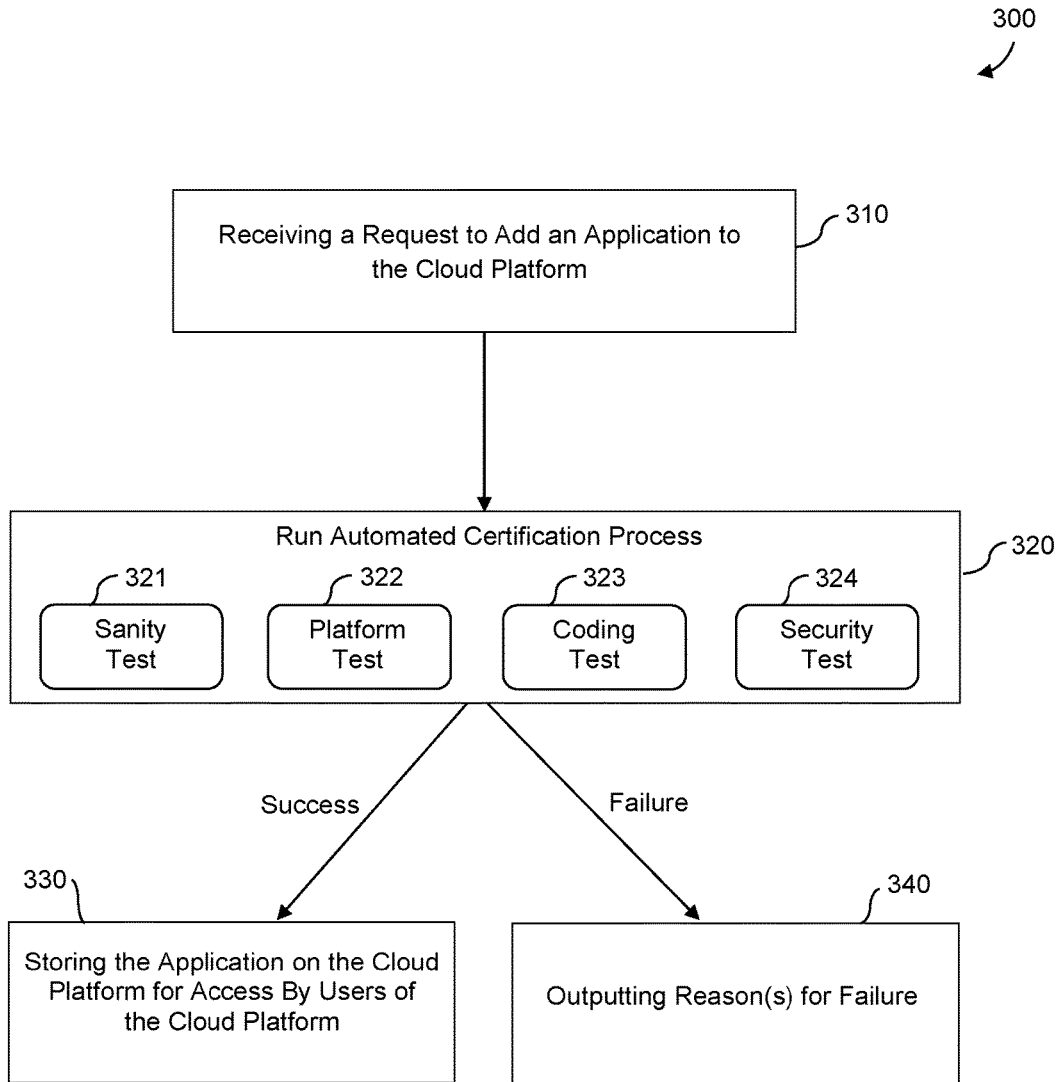 300
Receiving a Request to Add an Application to
the Cloud Platform
310
Run Automated Certification Process
320
321
322
323
324
Sanity
Test
Platform
Test
Coding
Test
Security
Test
Success
Failure
330
340
Storing the Application on the Cloud
Platform for Access By Users of
the Cloud Platform
Outputting Reason(s) for Failure